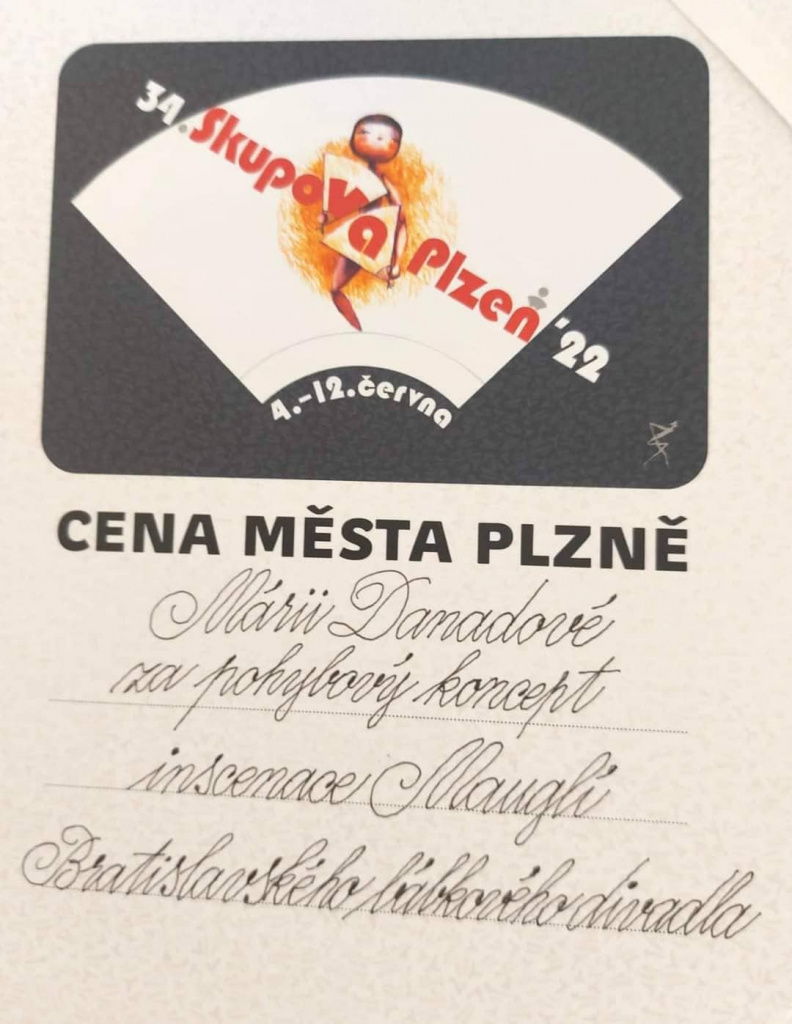 34. Skupova Plzeň '22
4.-12. června
CENA MĚSTA PLZNĚ
Márii Danadové
za pohybový koncept
inscenace Mauglí
Bratislavského bábkového divadla